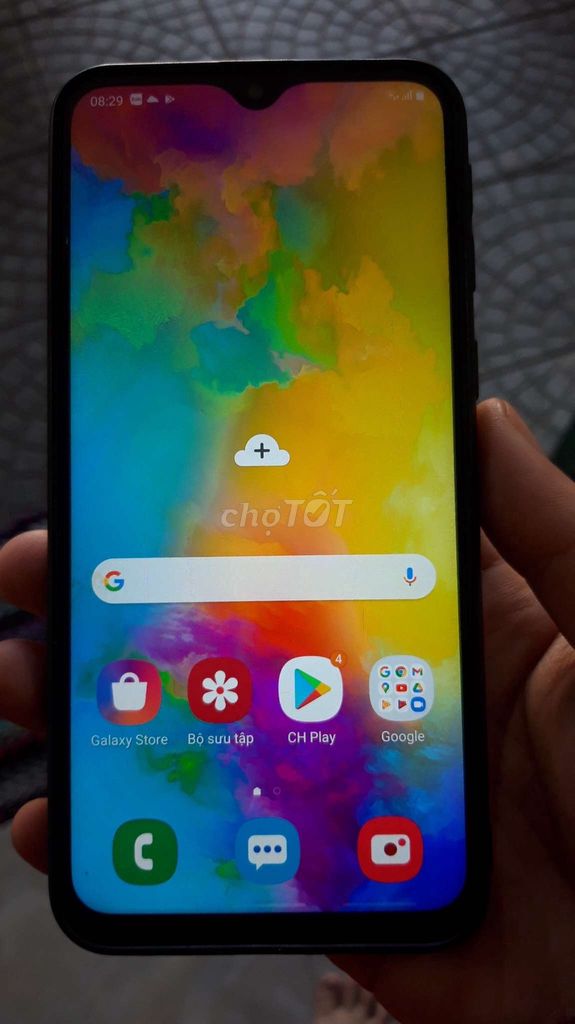 08:29
chợTỐT
G
Galaxy Store
Bộ sưu tập
4
CH Play
Google